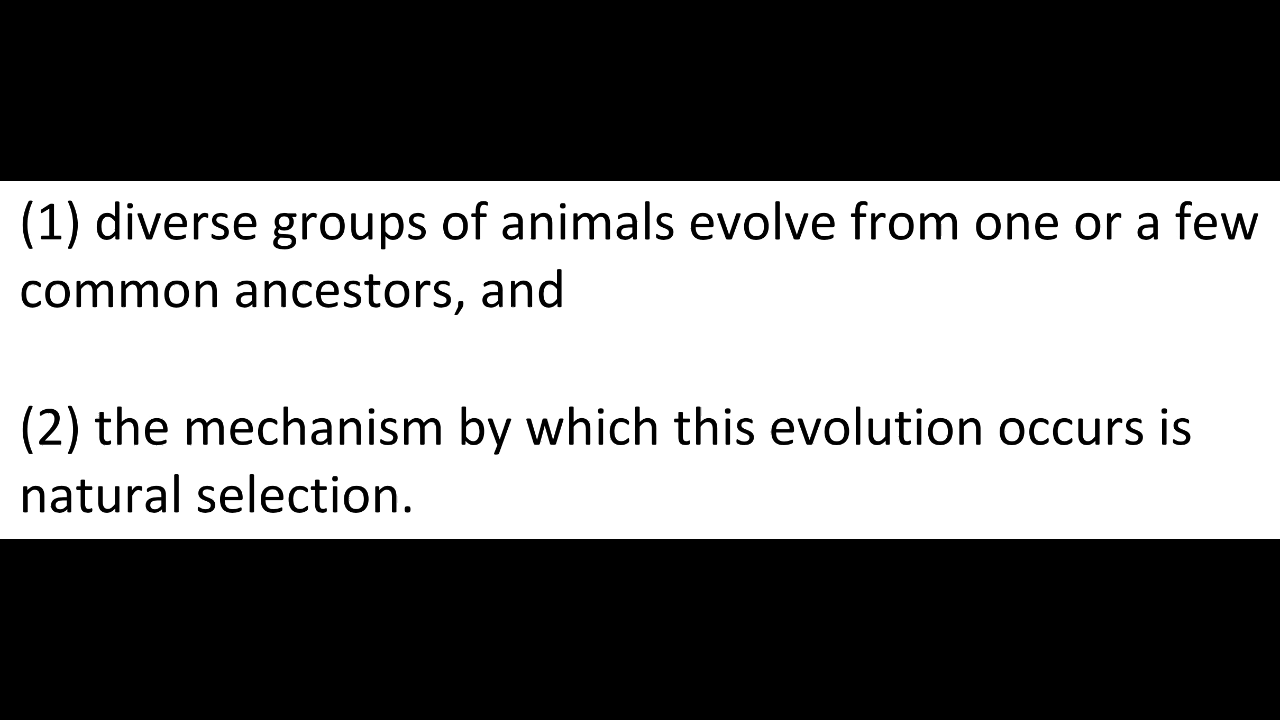 (1) diverse groups of animals evolve from one or a few
common ancestors, and
(2) the mechanism by which this evolution occurs is
natural selection.